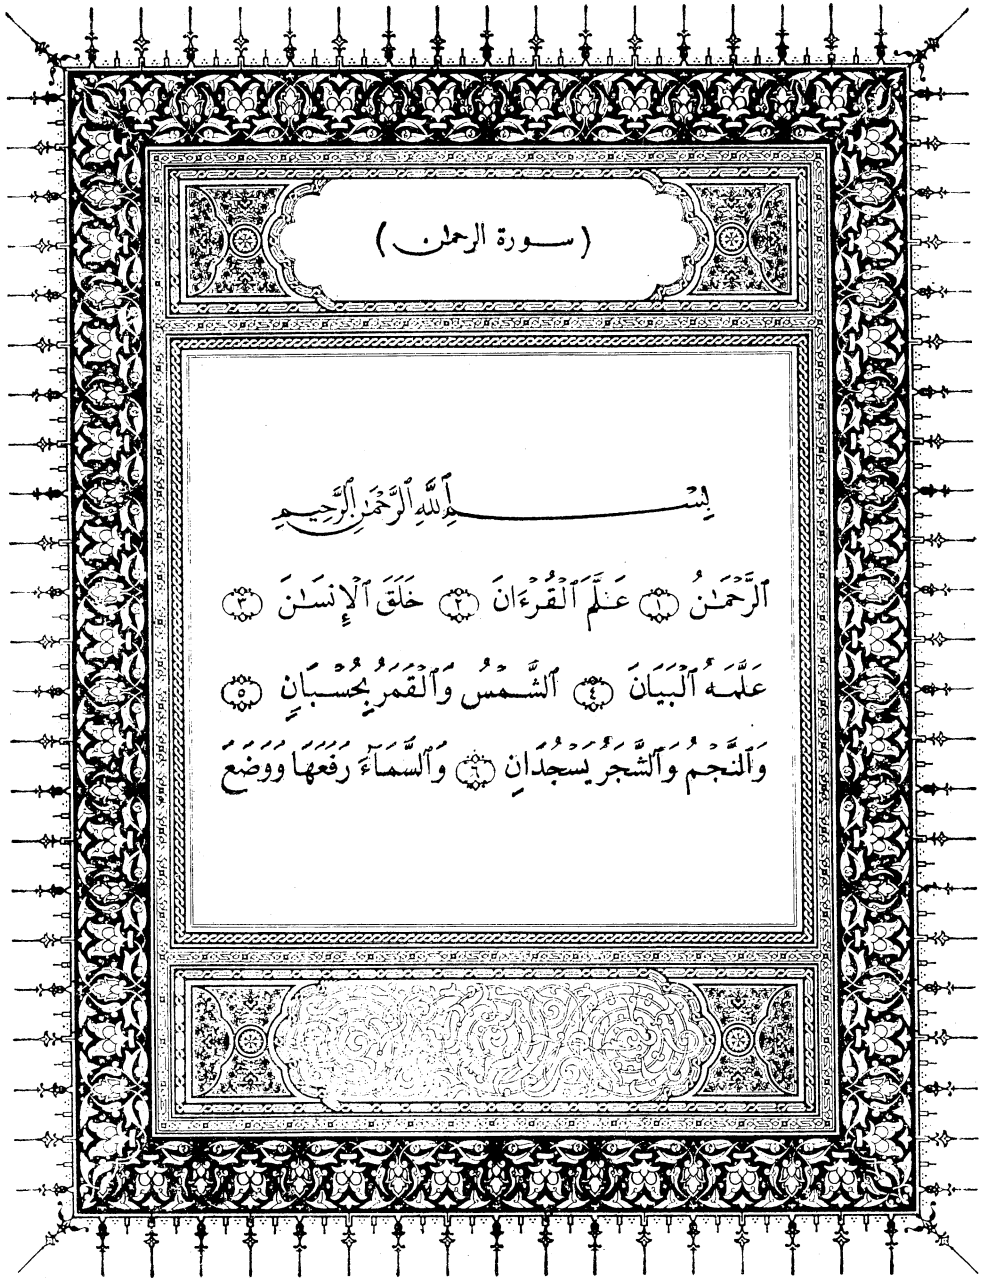 ( سورة الرحمٰن )
بِسْمِ ٱللَّهِ ٱلرَّحْمَٰنِ ٱلرَّحِيمِ
ٱلرَّحْمَٰنُ ١ عَلَّمَ ٱلْقُرْءَانَ ٢ خَلَقَ ٱلْإِنسَٰنَ ٣
عَلَّمَهُ ٱلْبَيَانَ ٤ ٱلشَّمْسُ وَٱلْقَمَرُ بِحُسْبَانٍ ٥
وَٱلنَّجْمُ وَٱلشَّجَرُ يَسْجُدَانِ ٦ وَٱلسَّمَآءَ رَفَعَهَا وَوَضَعَ